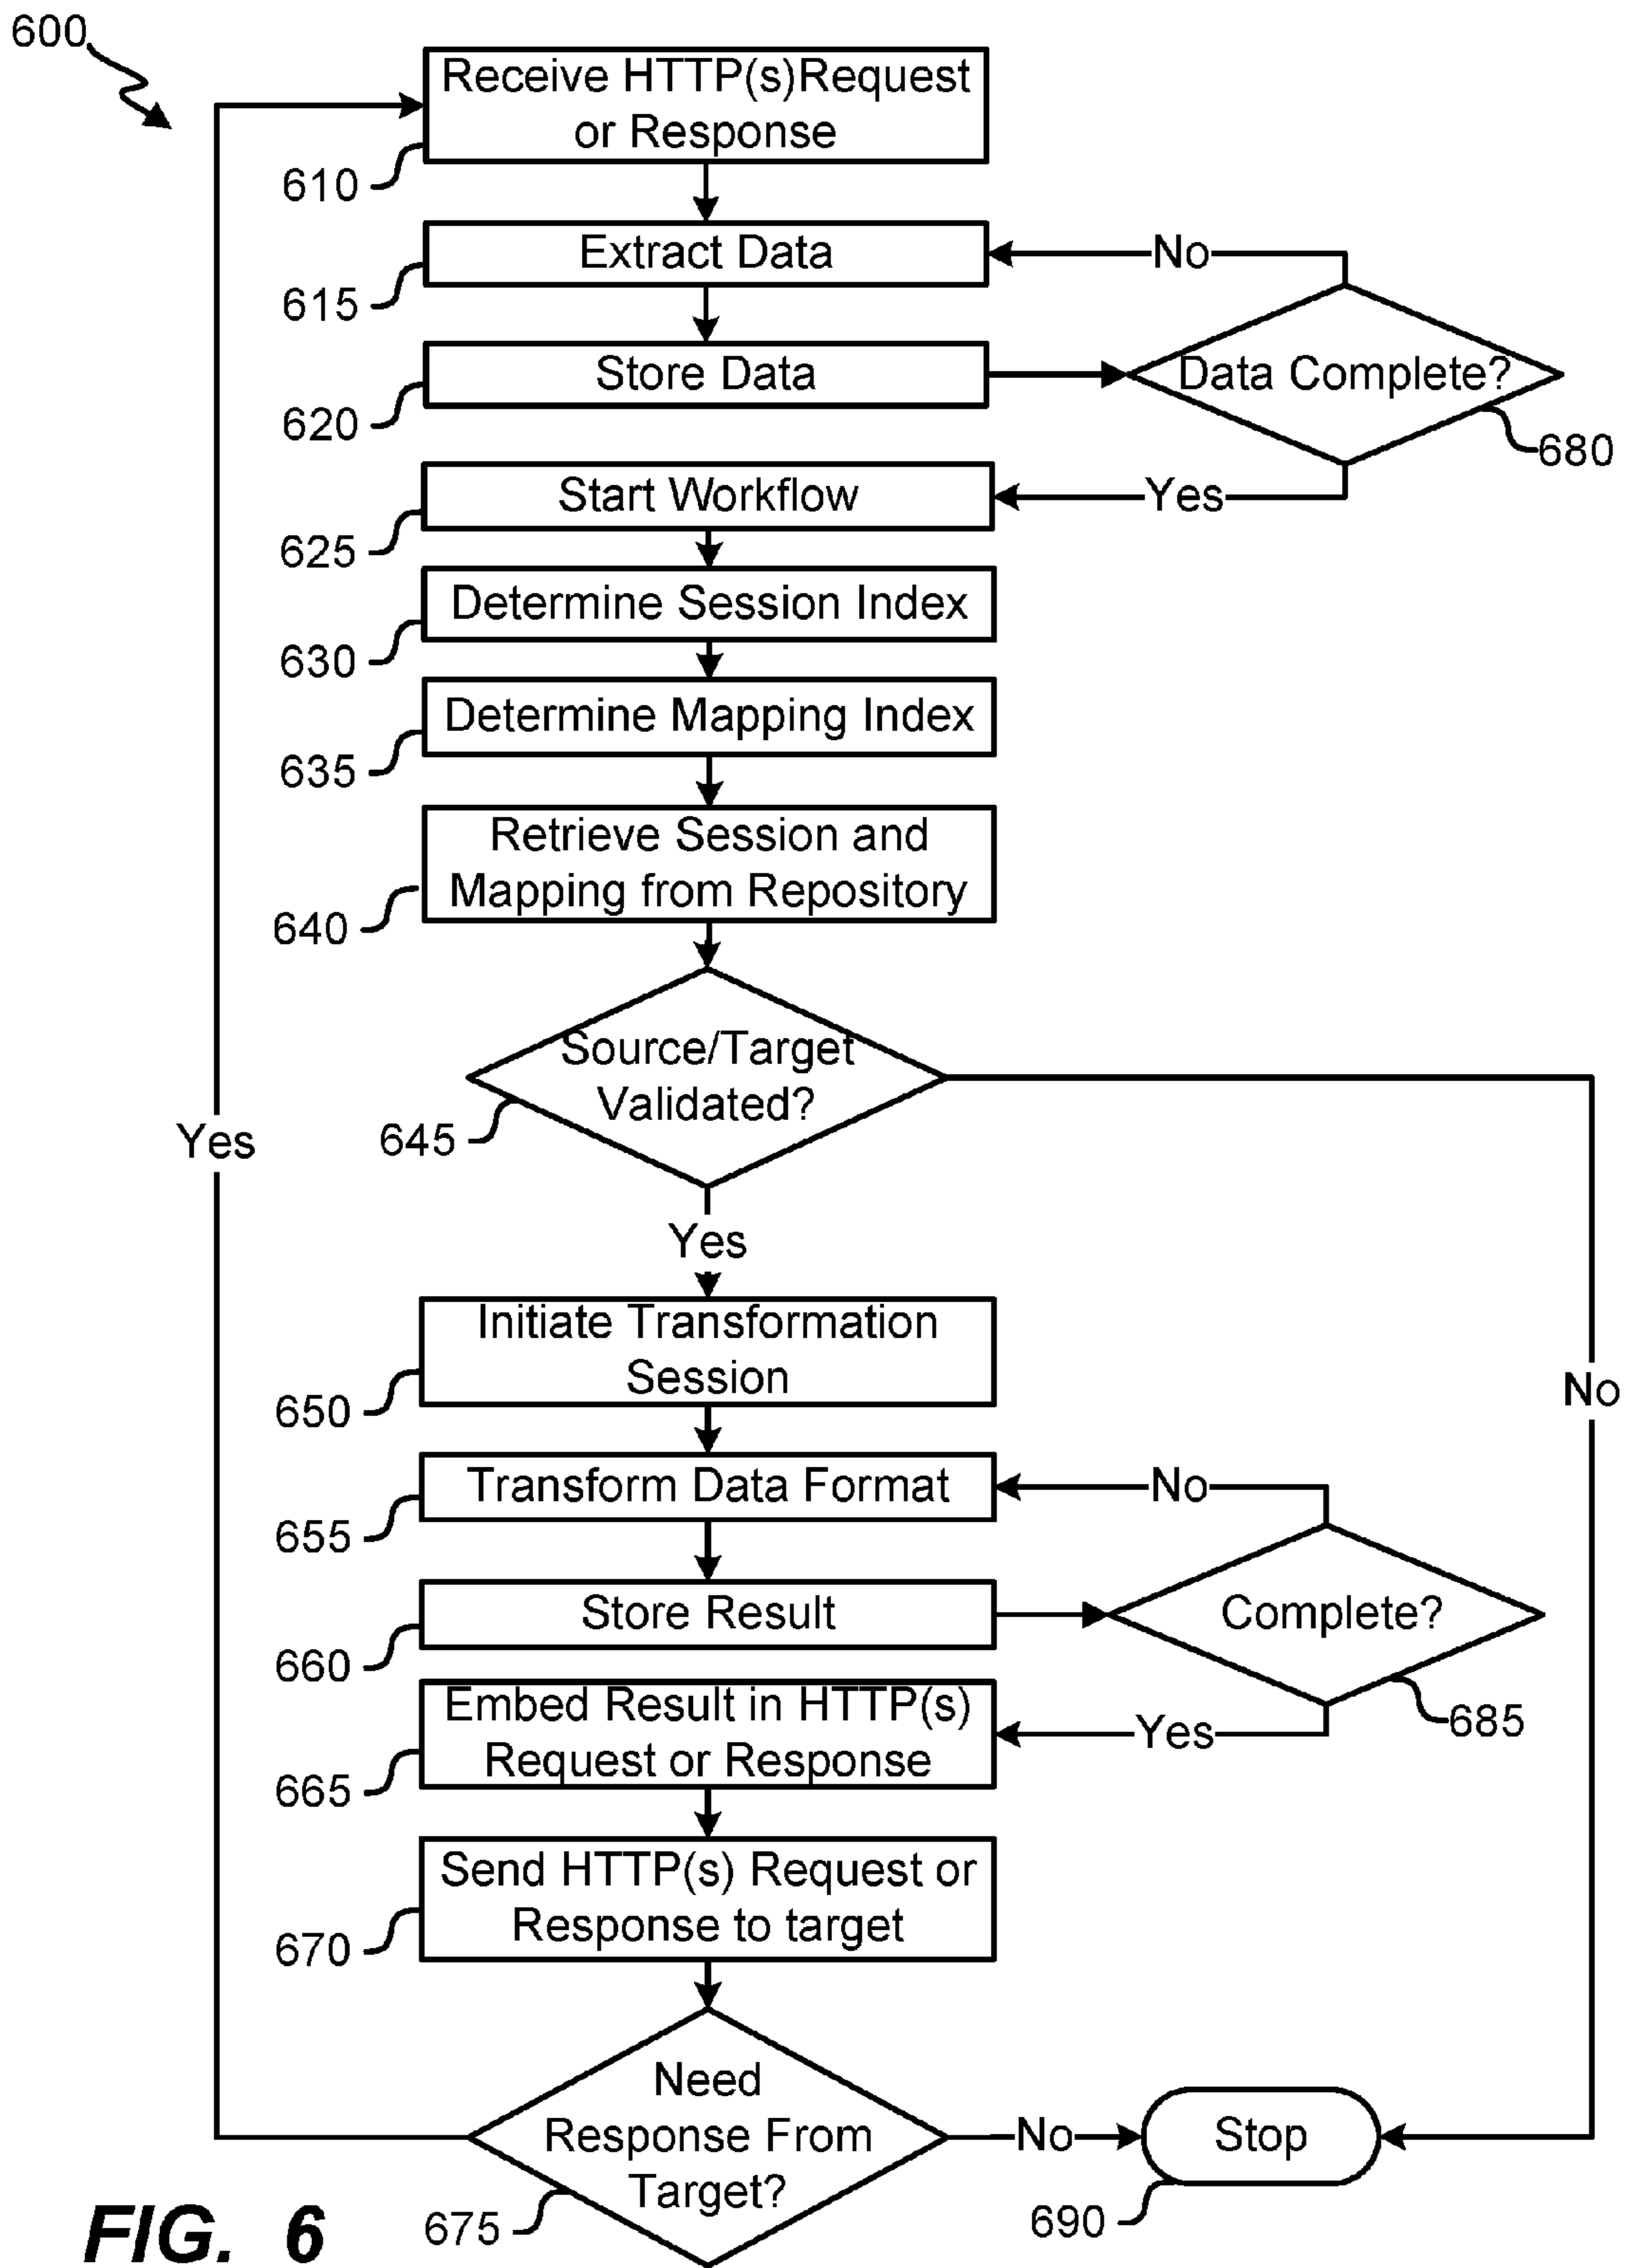 600
Receive HTTP(s)Request
or Response
610
Extract Data
No
615
Store Data
Data Complete?
620
680
Start Workflow
Yes
625
Determine Session Index
630
Determine Mapping Index
635
Retrieve Session and
Mapping from Repository
640
Source/Target
Validated?
645
Yes
Yes
Initiate Transformation
Session
650
No
Transform Data Format
No
655
Store Result
Complete?
660
Embed Result in HTTP(s)
Request or Response
Yes
685
665
Send HTTP(s) Request or
Response to target
670
Need
Response From
Target?
No
Stop
675
690
FIG. 6